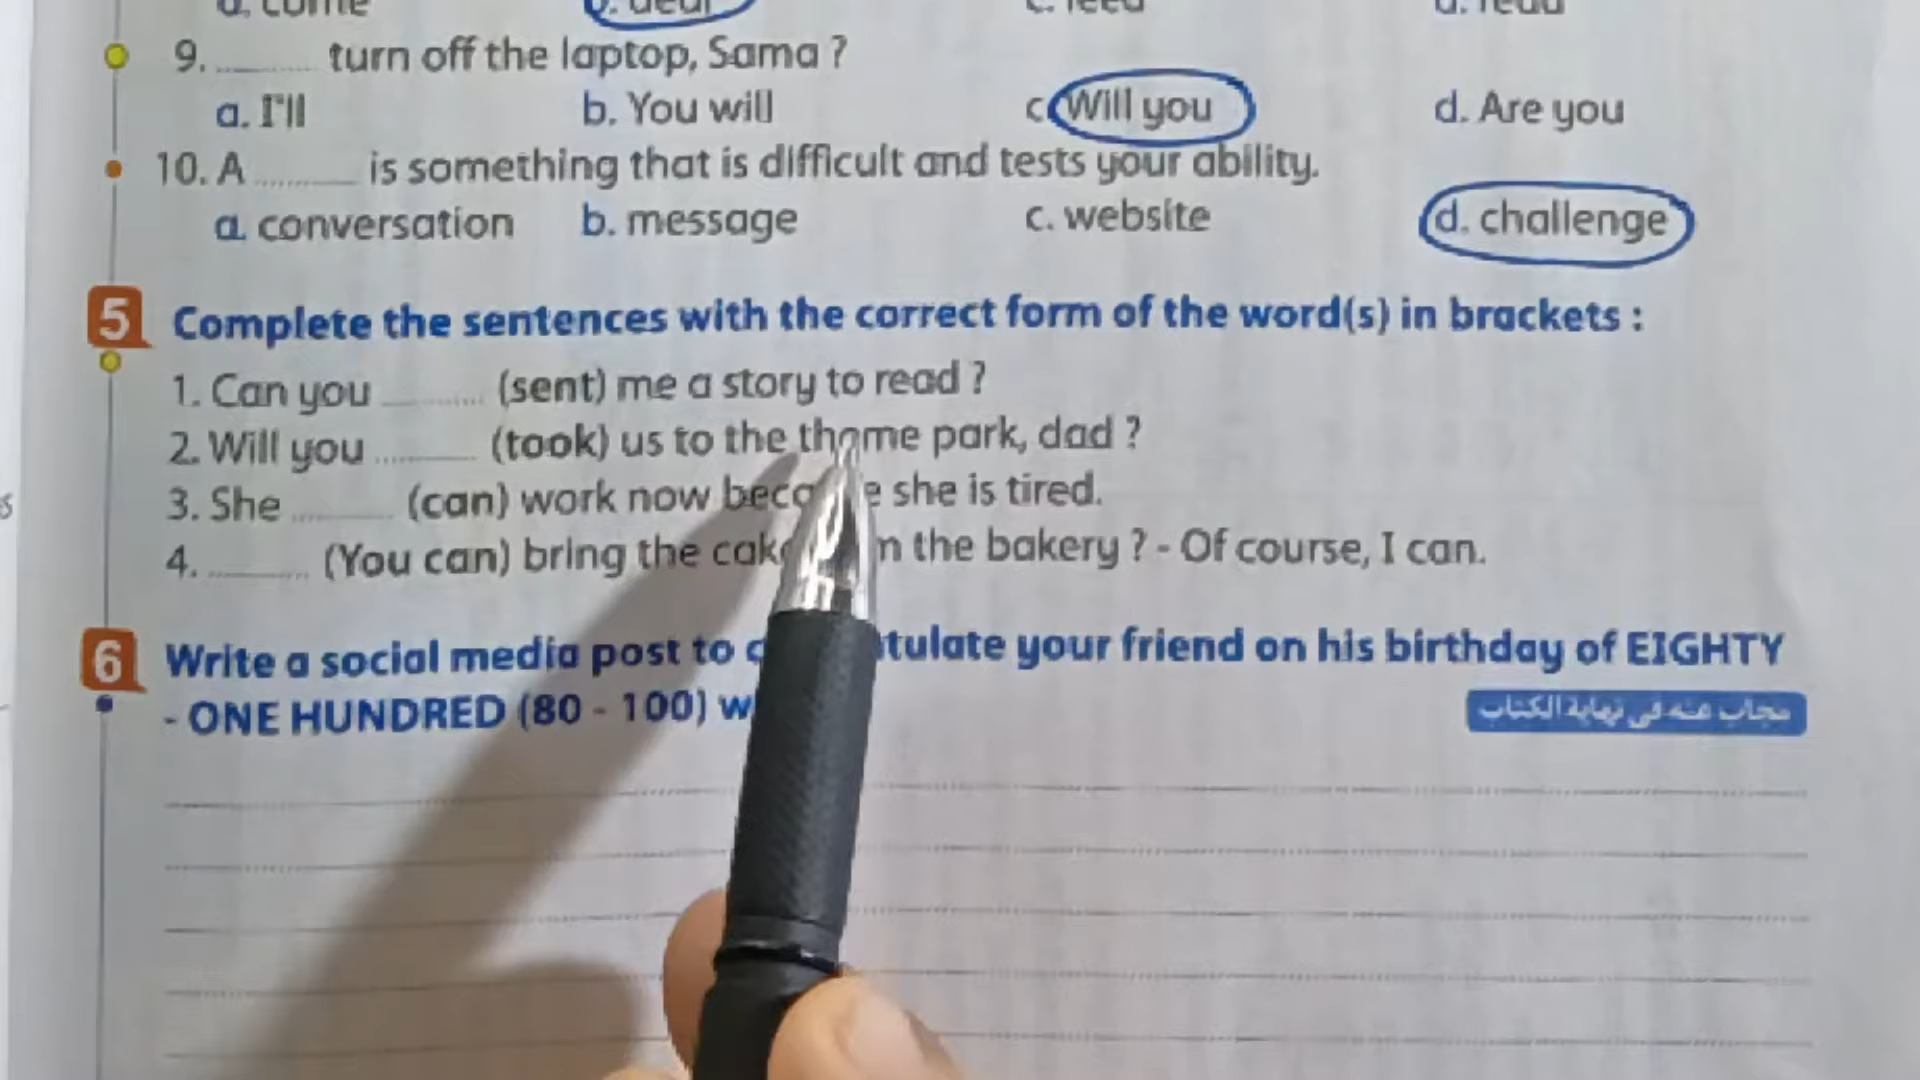 9. ........ turn off the laptop, Sama ?
a. I'll b. You will c. Will you d. Are you
10. A ........ is something that is difficult and tests your ability.
a. conversation b. message c. website d. challenge
5 Complete the sentences with the correct form of the word(s) in brackets :
1. Can you ........ (sent) me a story to read ?
2. Will you ........ (took) us to the theme park, dad ?
3. She ........ (can) work now she is tired.
4. ........ (You can) bring the the bakery ? - Of course, I can.
6 Write a social media post to your friend on his birthday of EIGHTY
- ONE HUNDRED (80 - 100)
مجاب عنه فى نهاية الكتاب